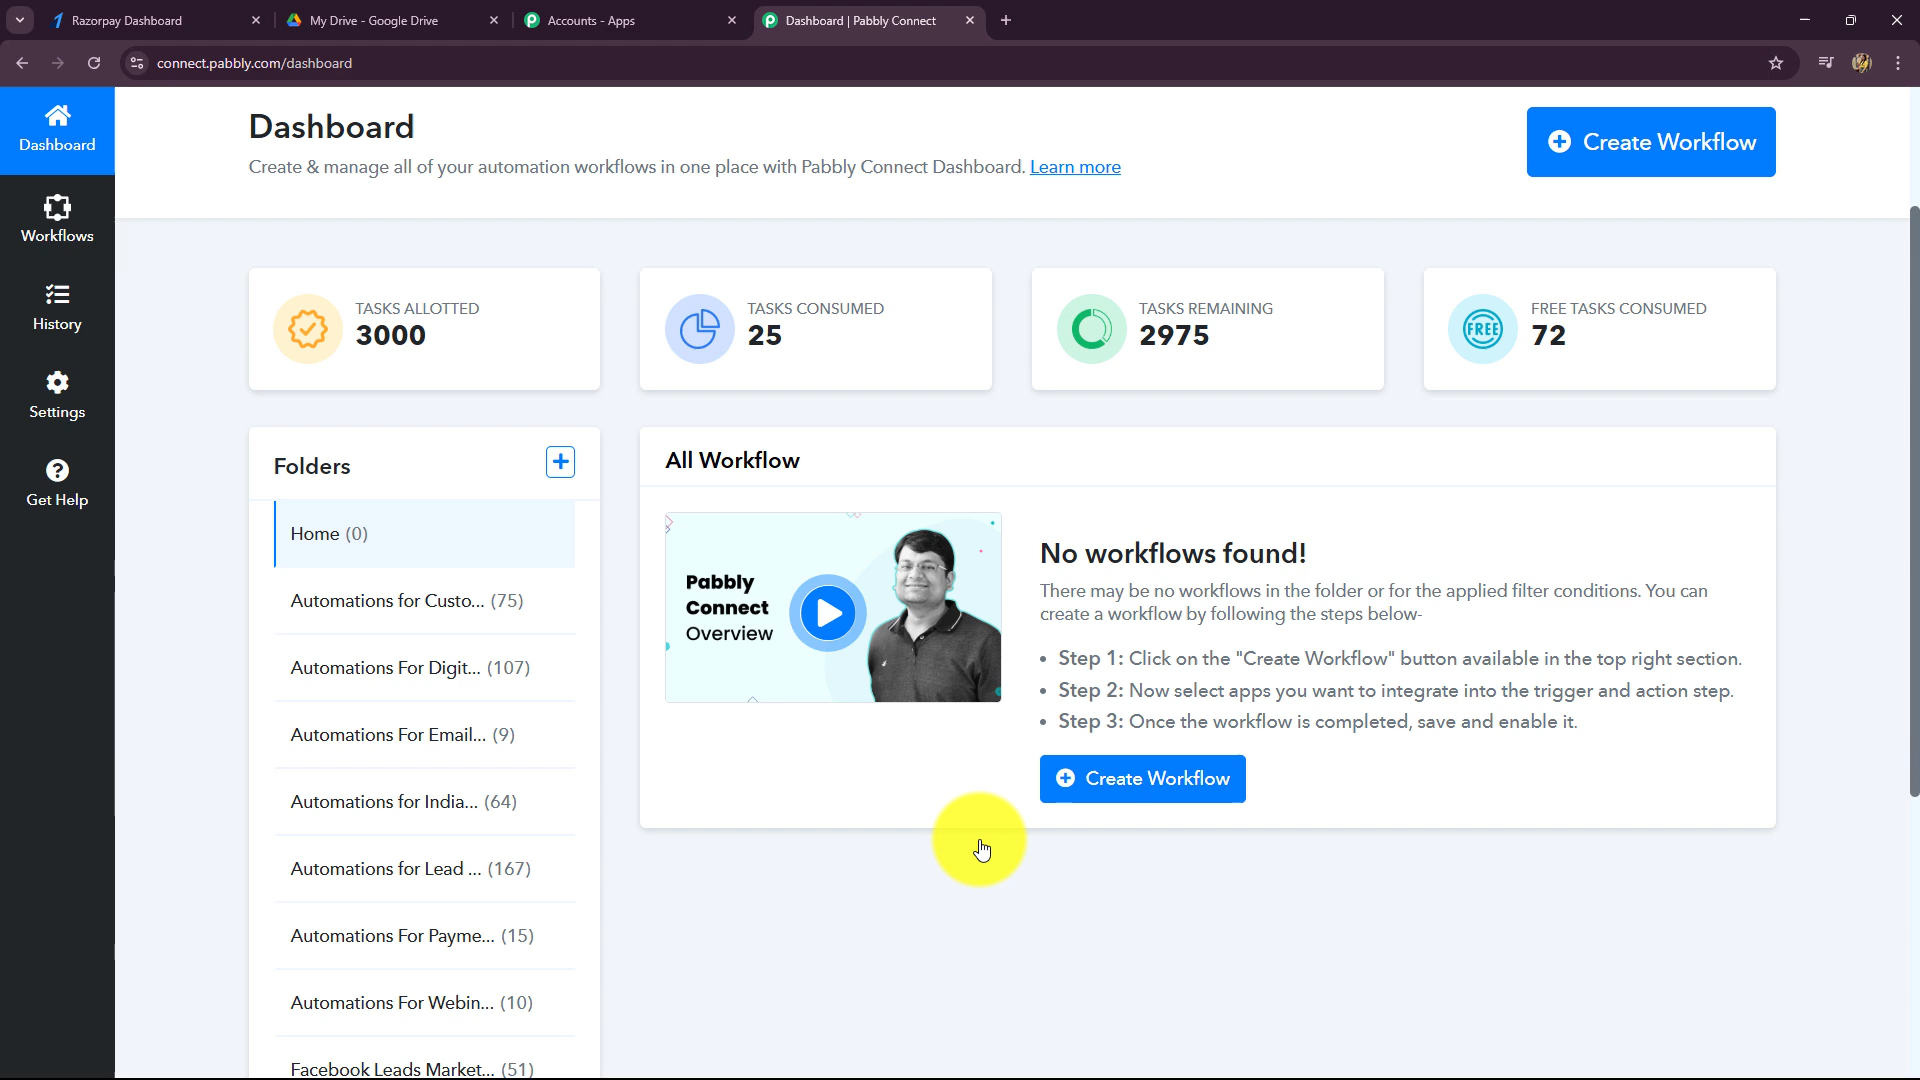 Razorpay Dashboard
My Drive - Google Drive
Accounts - Apps
Dashboard | Pabbly Connect
connect.pabbly.com/dashboard
Dashboard
Workflows
History
Settings
Get Help
Dashboard
Create & manage all of your automation workflows in one place with Pabbly Connect Dashboard. Learn more
Create Workflow
TASKS ALLOTTED
3000
TASKS CONSUMED
25
TASKS REMAINING
2975
FREE
FREE TASKS CONSUMED
72
Folders
Home (0)
Automations for Custo... (75)
Automations For Digit... (107)
Automations For Email... (9)
Automations for India... (64)
Automations for Lead ... (167)
Automations For Payme... (15)
Automations For Webin... (10)
Facebook Leads Market... (51)
All Workflow
Pabbly
Connect
Overview
No workflows found!
There may be no workflows in the folder or for the applied filter conditions. You can
create a workflow by following the steps below-
• Step 1: Click on the "Create Workflow" button available in the top right section.
• Step 2: Now select apps you want to integrate into the trigger and action step.
• Step 3: Once the workflow is completed, save and enable it.
Create Workflow